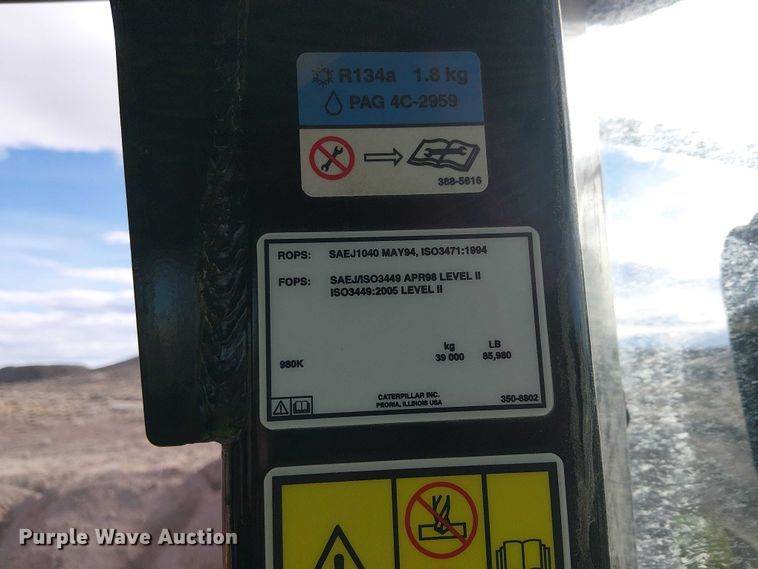 R134a 1.8 kg
PAG 4C-2959
388-5616
ROPS: SAEJ1040 MAY94, ISO3471:1994
FOPS: SAEJ/ISO3449 APR98 LEVEL II
ISO3449:2005 LEVEL II
kg LB
980K 39 000 85,980
CATERPILLAR INC.
PEORIA, ILLINOIS USA
350-8802
Purple Wave Auction